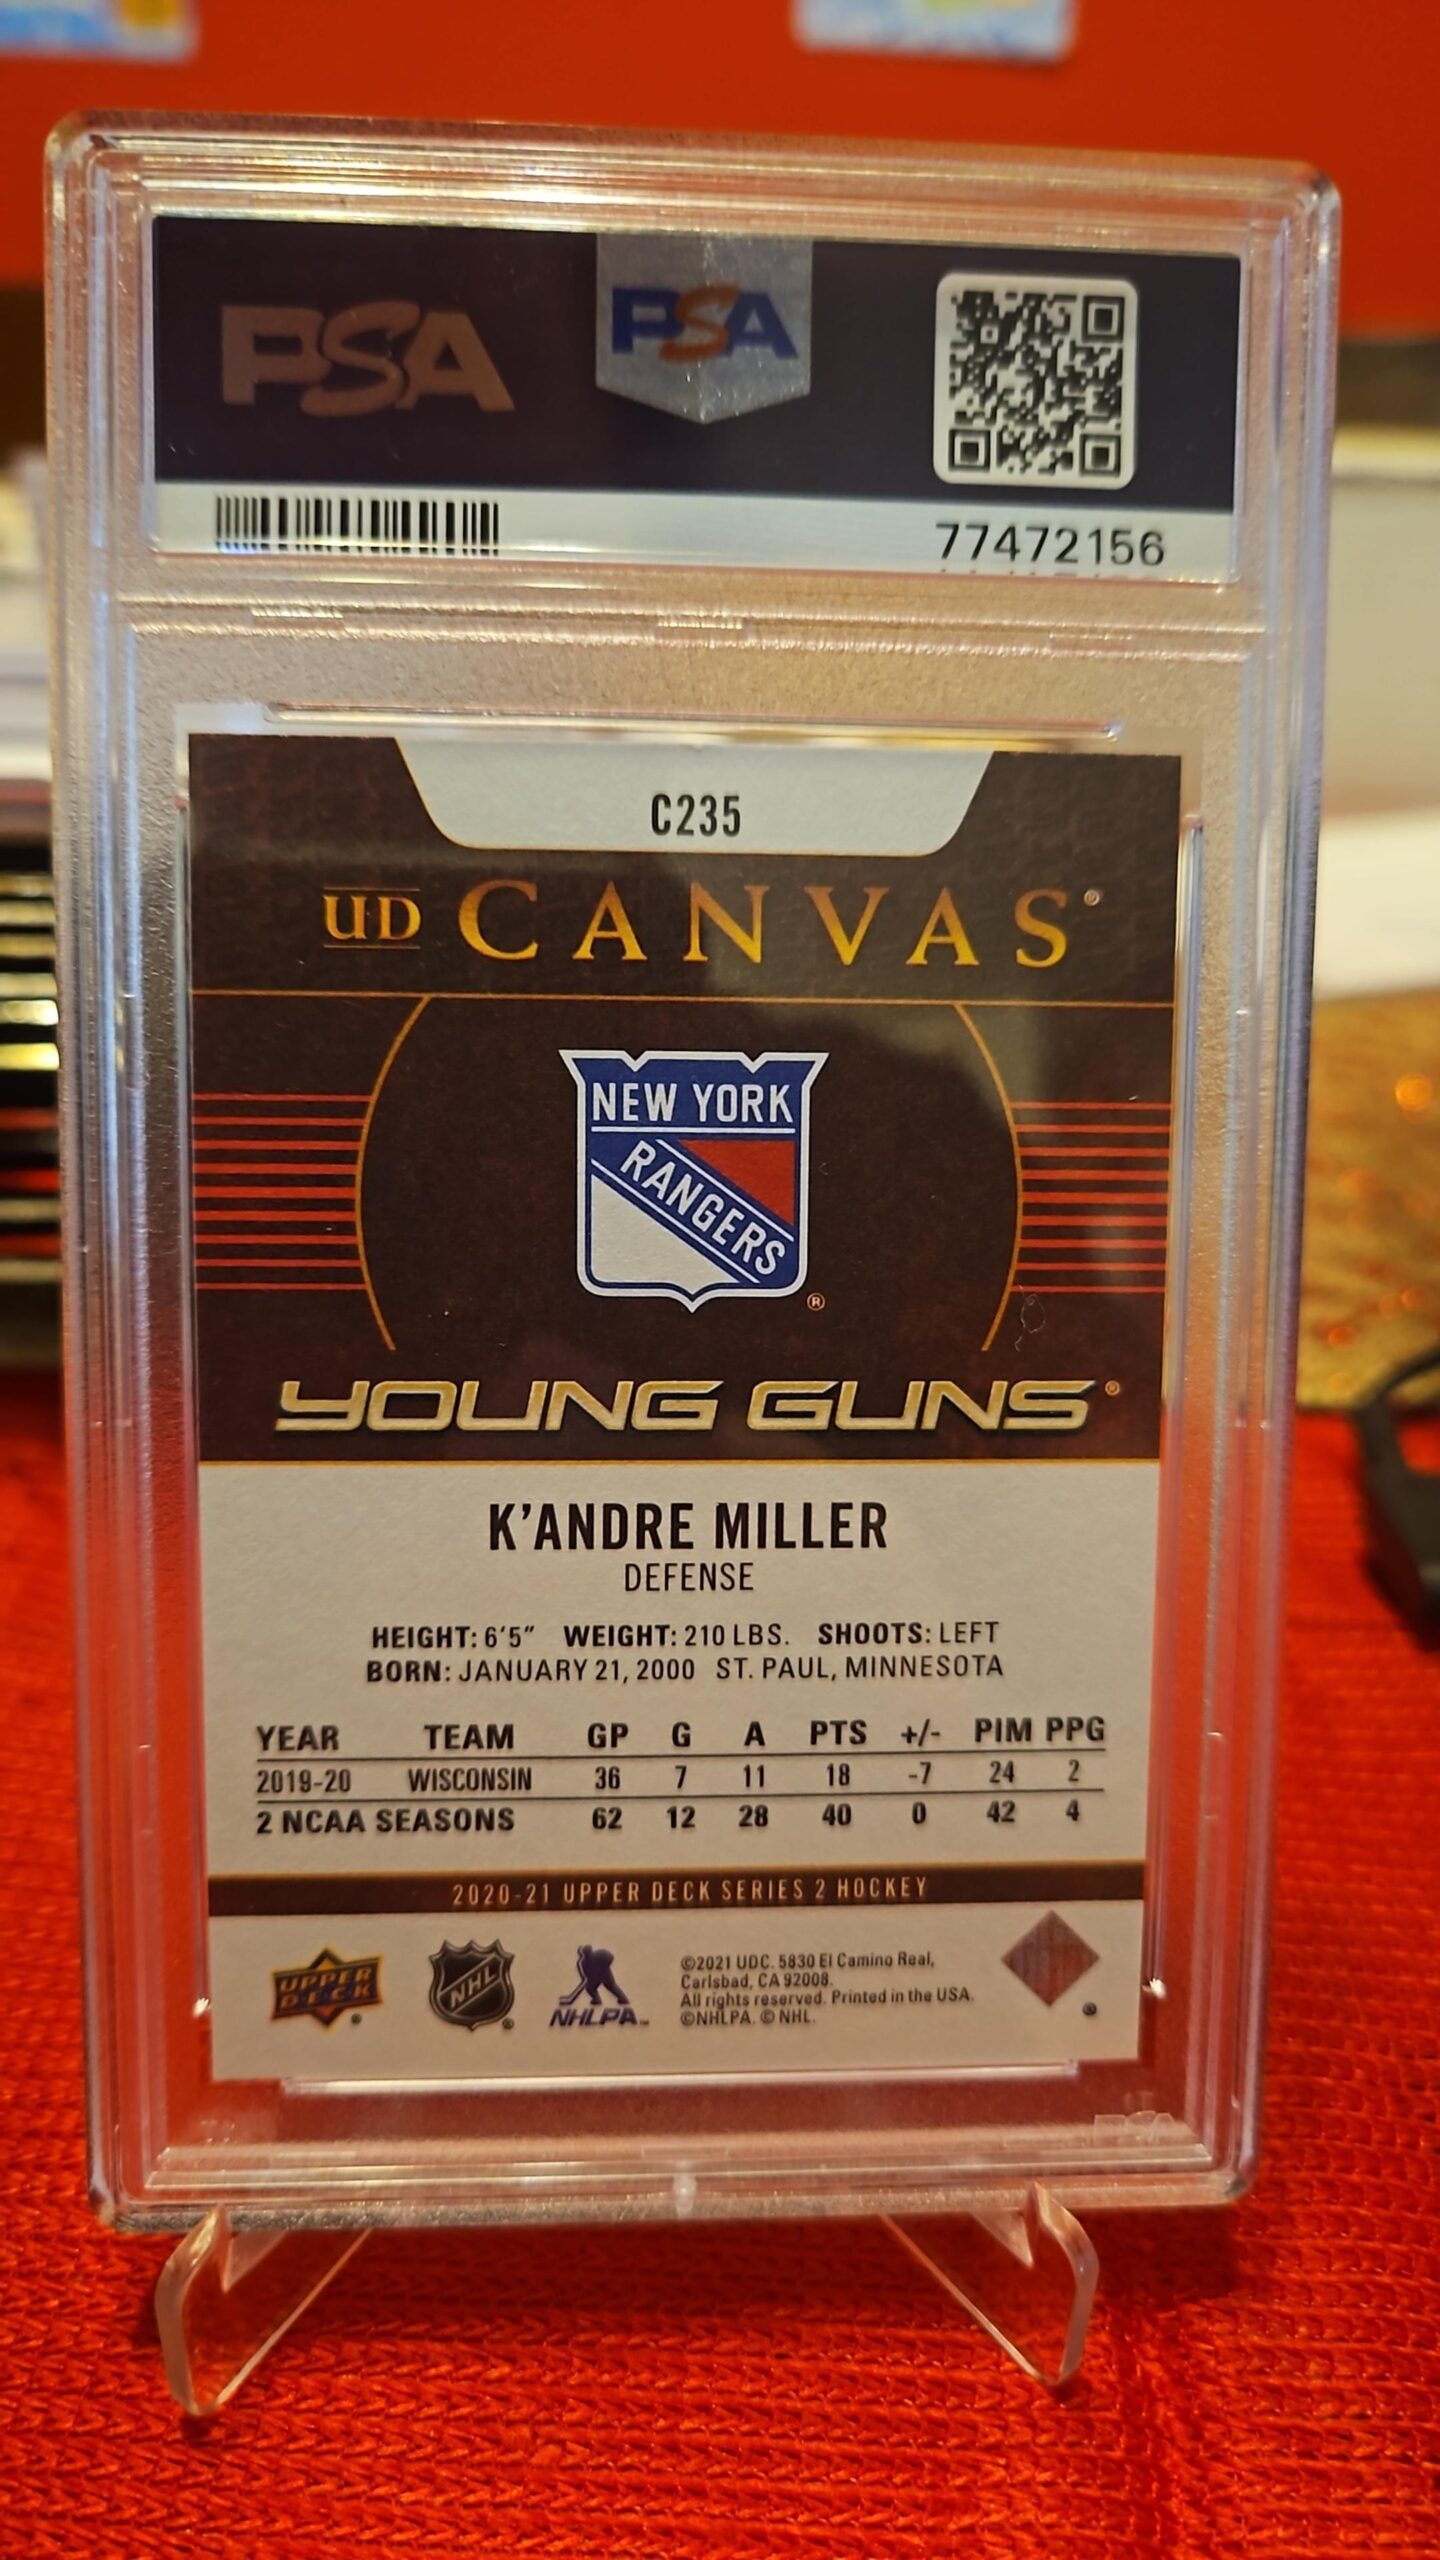 PSA
PSA
77472156
C235
UD CANVAS®
NEW YORK
RANGERS
®
YOUNG GUNS®
K'ANDRE MILLER
DEFENSE
HEIGHT: 6'5" WEIGHT: 210 LBS. SHOOTS: LEFT
BORN: JANUARY 21, 2000 ST. PAUL, MINNESOTA
YEAR TEAM GP G A PTS +/- PIM PPG
2019-20 WISCONSIN 36 7 11 18 -7 24 2
2 NCAA SEASONS 62 12 28 40 0 42 4
2020-21 UPPER DECK SERIES 2 HOCKEY
UPPER
DECK
NHL
NHLPA™
©2021 UDC. 5830 El Camino Real,
Carlsbad, CA 92008.
All rights reserved. Printed in the USA.
©NHLPA. © NHL.
PSA